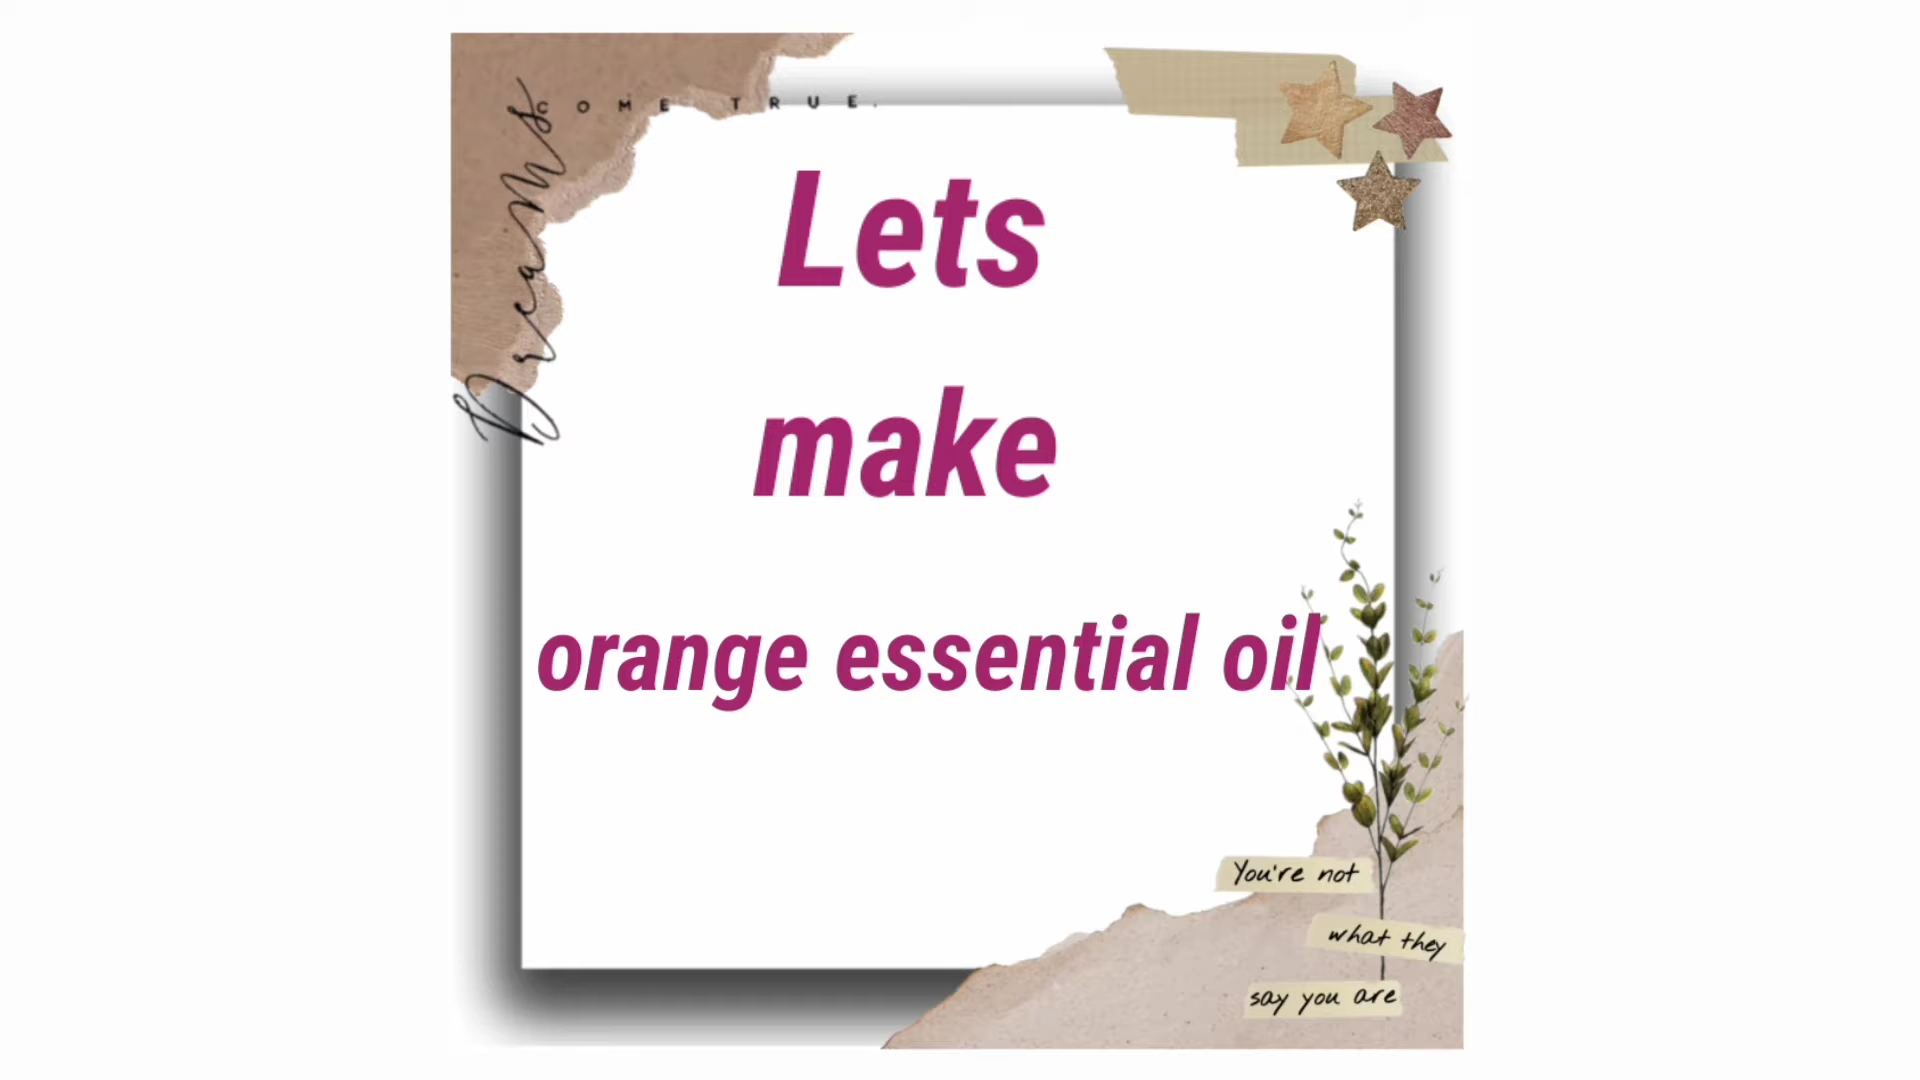 Dreams
COME TRUE.
Lets
make
orange essential oil
You're not
what they
say you are